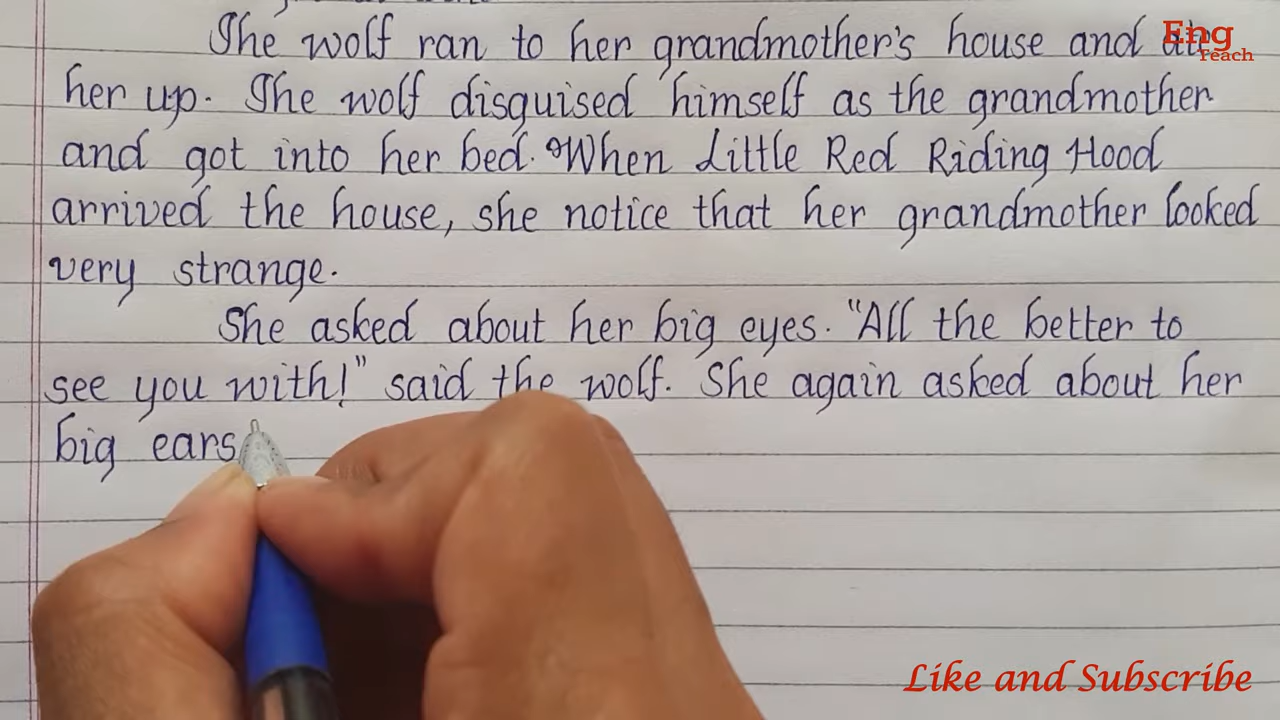 The wolf ran to her grandmother's house and
her up. The wolf disguised himself as the grandmother
and got into her bed. When Little Red Riding Hood
arrived the house, she notice that her grandmother looked
very strange.
She asked about her big eyes. "All the better to
see you with!" said the wolf. She again asked about her
big ears
Eng
Teach
Like and Subscribe